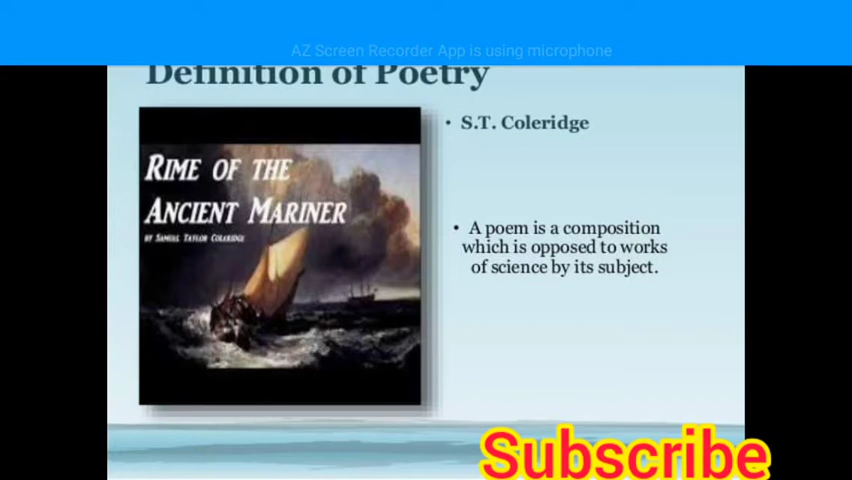 AZ Screen Recorder App is using microphone
Definition of Poetry
RIME OF THE
ANCIENT MARINER
BY SAMUEL TAYLOR COLERIDGE
• S.T. Coleridge
• A poem is a composition
which is opposed to works
of science by its subject.
Subscribe